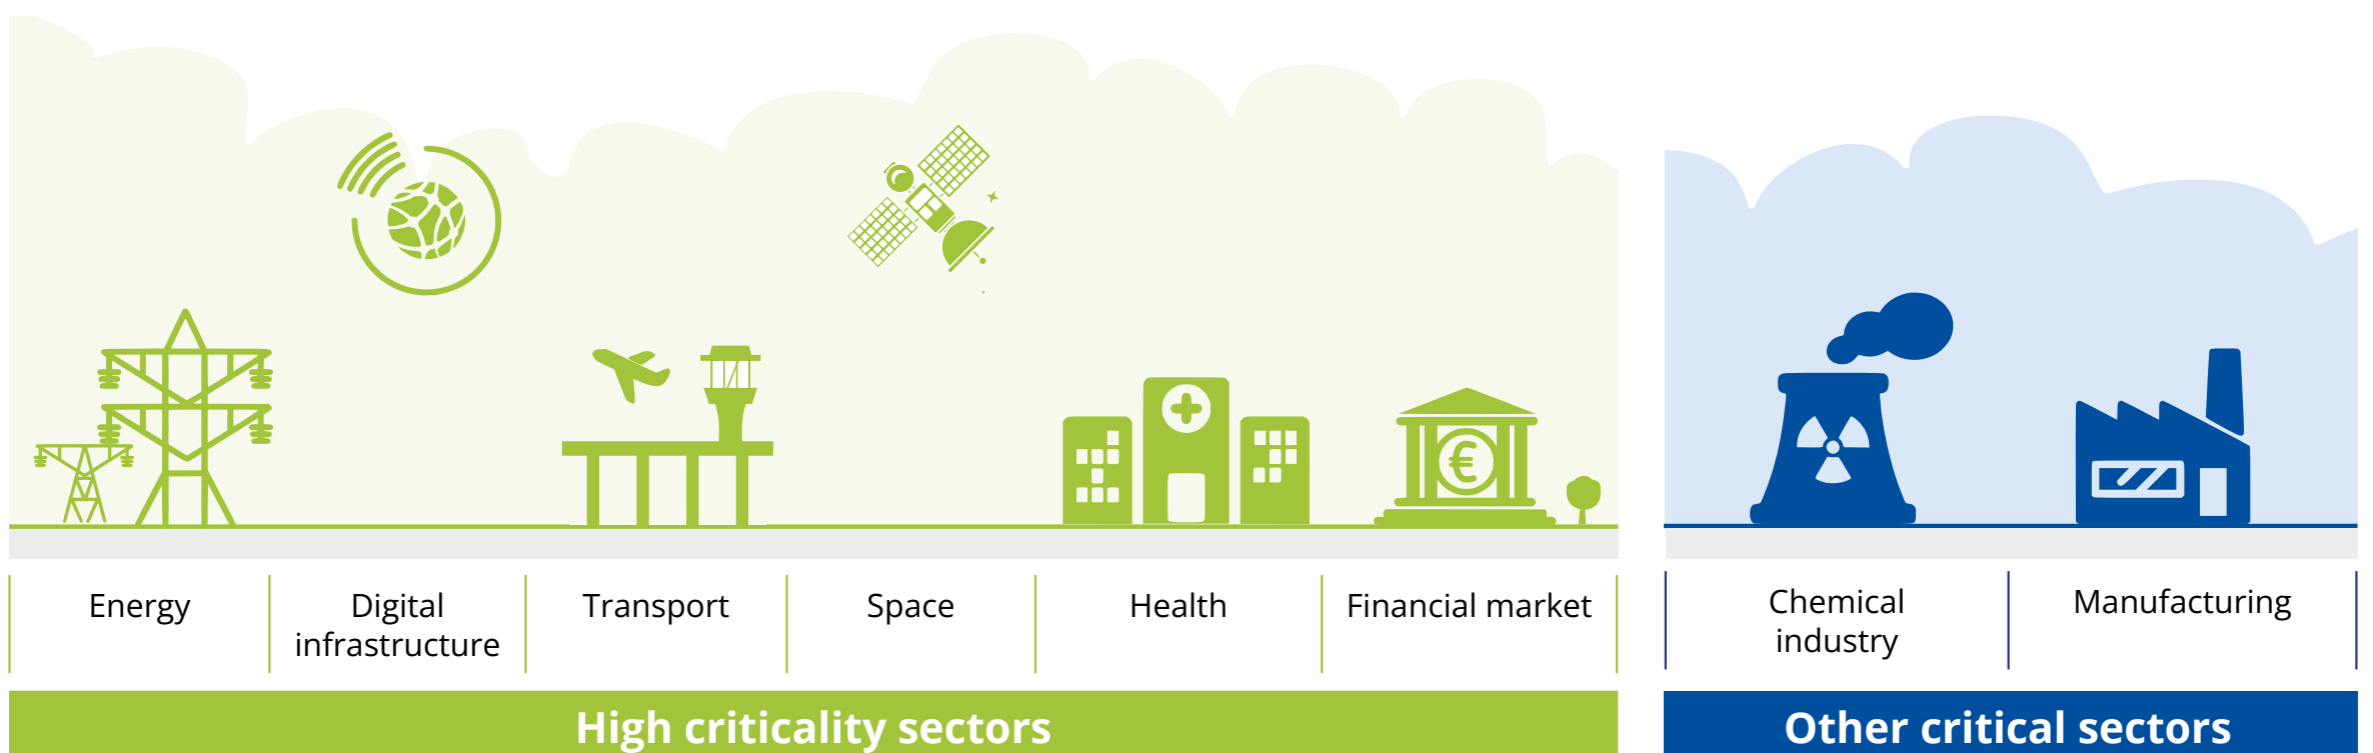 Energy
Digital
infrastructure
Transport
Space
Health
Financial market
Chemical
industry
Manufacturing
High criticality sectors
Other critical sectors